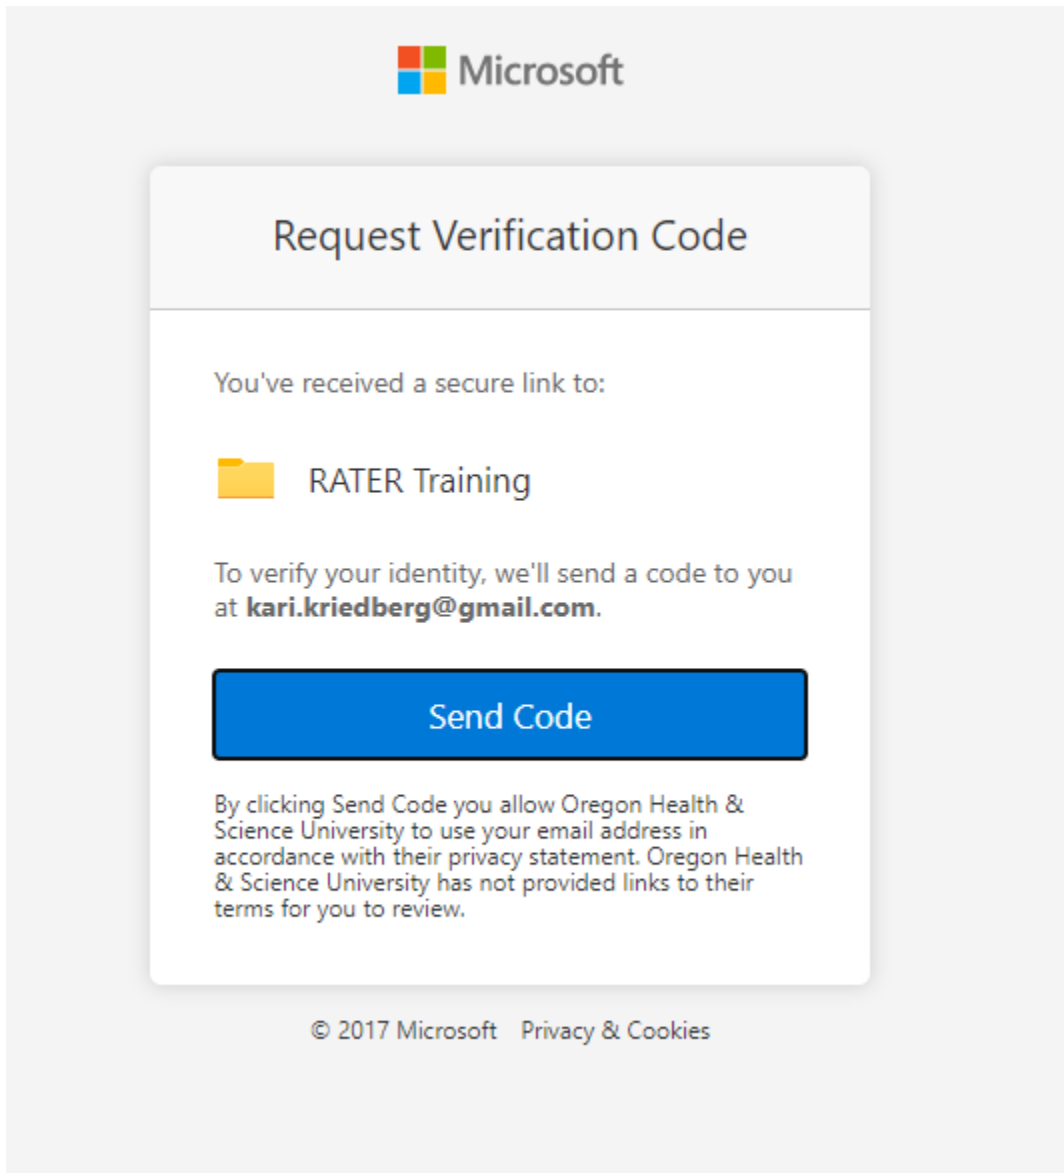 Microsoft
Request Verification Code
You've received a secure link to:
RATER Training
To verify your identity, we'll send a code to you
at kari.kriedberg@gmail.com.
Send Code
By clicking Send Code you allow Oregon Health &
Science University to use your email address in
accordance with their privacy statement. Oregon Health
& Science University has not provided links to their
terms for you to review.
© 2017 Microsoft Privacy & Cookies